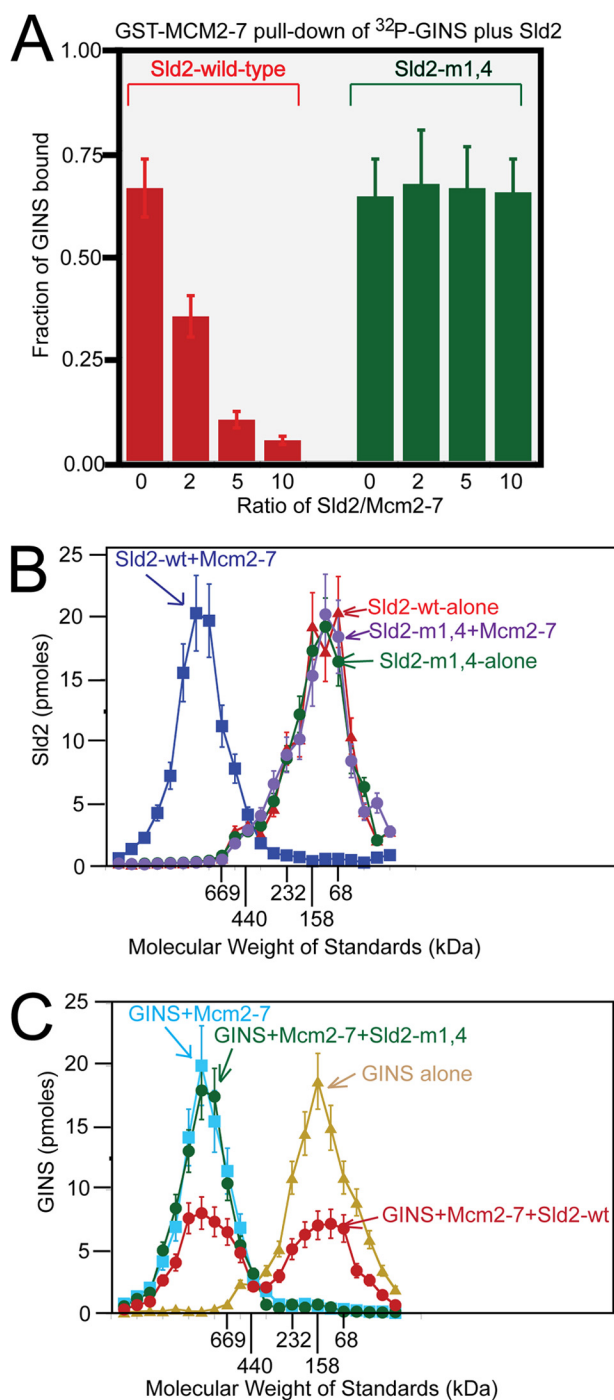 A
GST-MCM2-7 pull-down of ³²P-GINS plus Sld2
Sld2-wild-type
Sld2-m1,4
Fraction of GINS bound
1.00
0.75
0.50
0.25
0.00
0 2 5 10 0 2 5 10
Ratio of Sld2/Mcm2-7
B
Sld2-wt+Mcm2-7
Sld2-wt-alone
Sld2-m1,4+Mcm2-7
Sld2-m1,4-alone
Sld2 (pmoles)
25
20
15
10
5
0
669 232 68
440 158
Molecular Weight of Standards (kDa)
C
GINS+Mcm2-7
GINS+Mcm2-7+Sld2-m1,4
GINS alone
GINS+Mcm2-7+Sld2-wt
GINS (pmoles)
25
20
15
10
5
0
669 232 68
440 158
Molecular Weight of Standards (kDa)